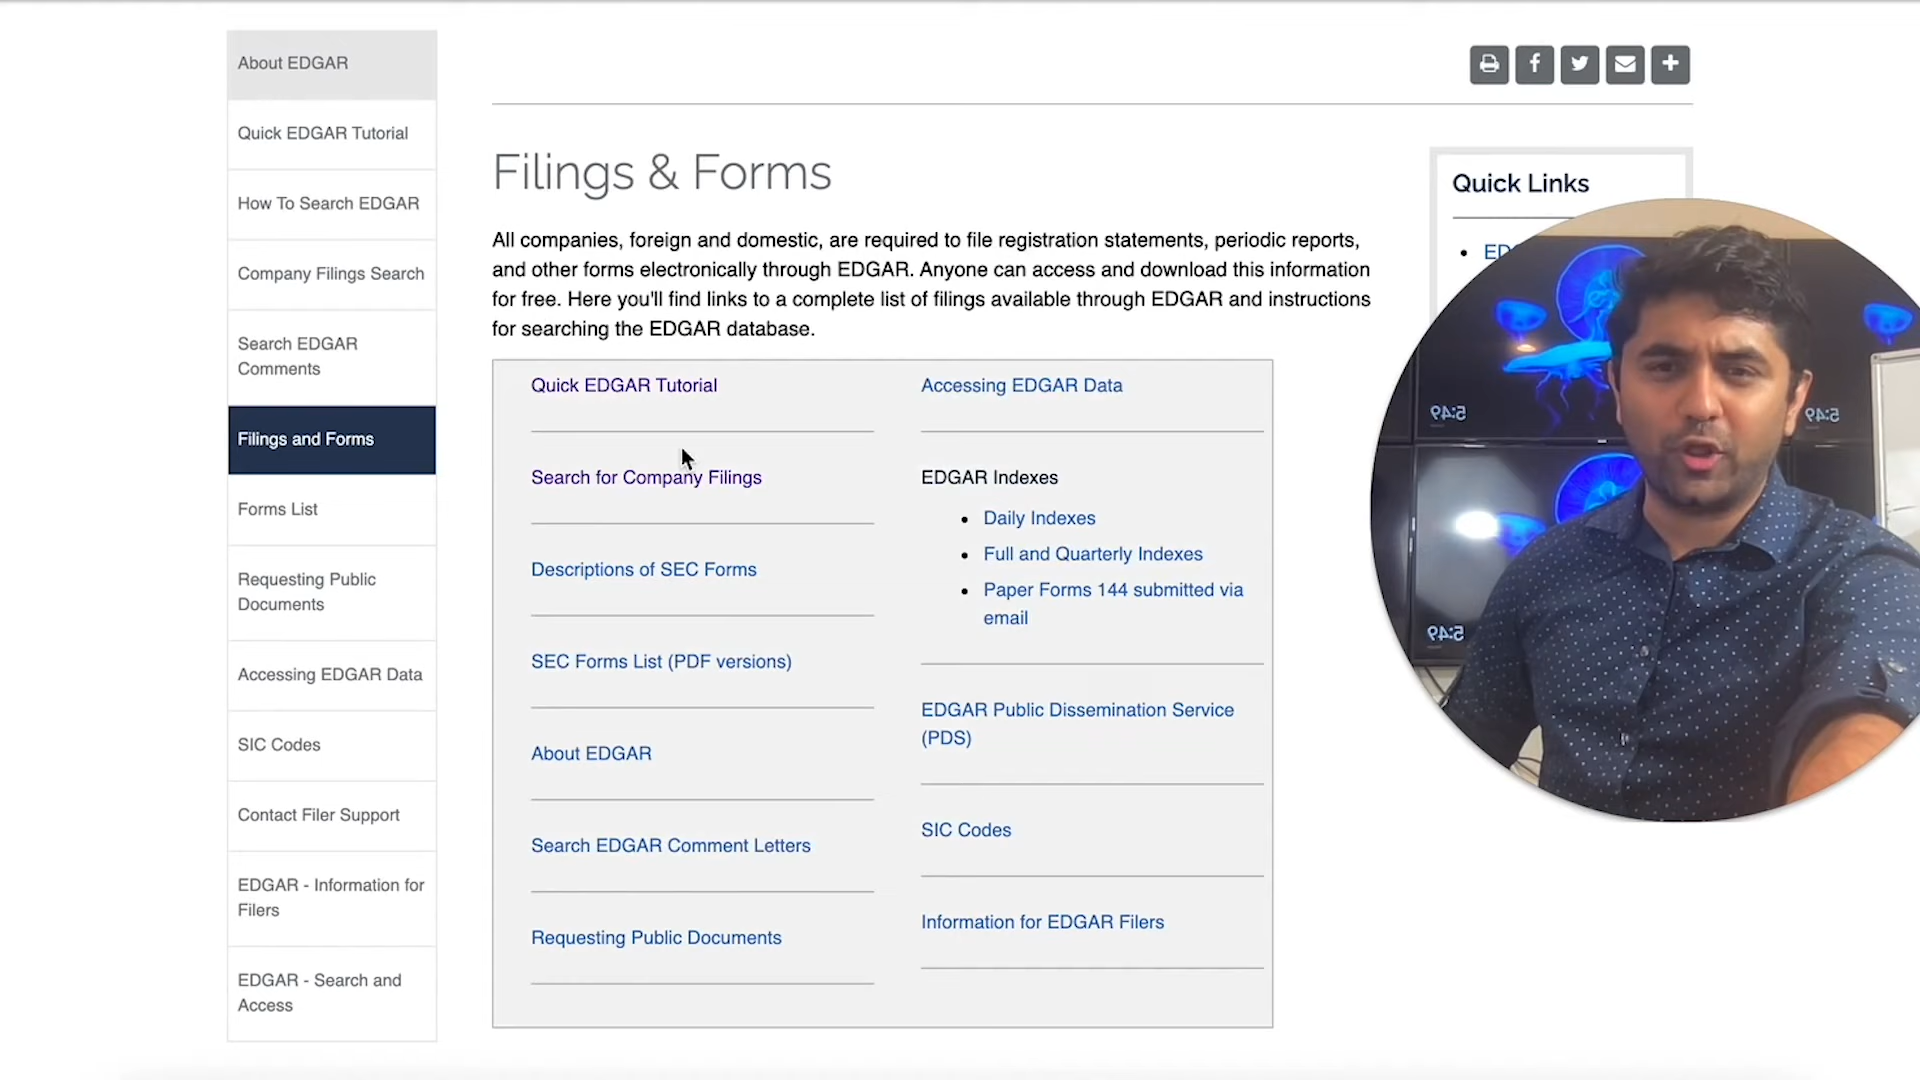 About EDGAR
Quick EDGAR Tutorial
How To Search EDGAR
Company Filings Search
Search EDGAR
Comments
Filings and Forms
Forms List
Requesting Public
Documents
Accessing EDGAR Data
SIC Codes
Contact Filer Support
EDGAR - Information for
Filers
EDGAR - Search and
Access
Filings & Forms
All companies, foreign and domestic, are required to file registration statements, periodic reports,
and other forms electronically through EDGAR. Anyone can access and download this information
for free. Here you'll find links to a complete list of filings available through EDGAR and instructions
for searching the EDGAR database.
Quick EDGAR Tutorial
Search for Company Filings
Descriptions of SEC Forms
SEC Forms List (PDF versions)
About EDGAR
Search EDGAR Comment Letters
Requesting Public Documents
Accessing EDGAR Data
EDGAR Indexes
Daily Indexes
Full and Quarterly Indexes
Paper Forms 144 submitted via
email
EDGAR Public Dissemination Service
(PDS)
SIC Codes
Information for EDGAR Filers
Quick Links
5:49
5:49
5:49